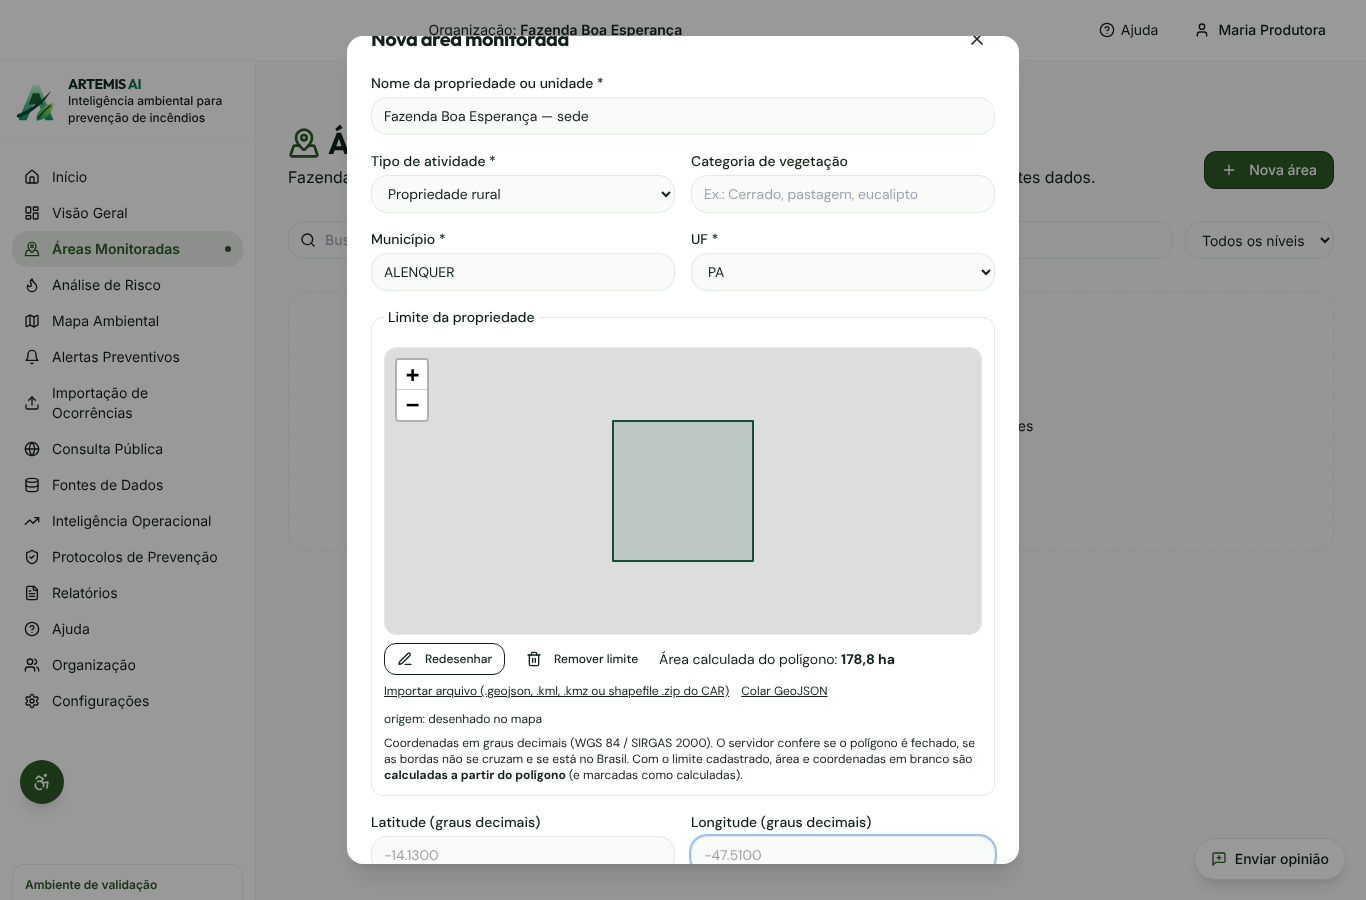 Organização: Fazenda Boa Esperança
Ajuda
Maria Produtora
ARTEMIS AI
Inteligência ambiental para
prevenção de incêndios
Início
Visão Geral
Áreas Monitoradas
Análise de Risco
Mapa Ambiental
Alertas Preventivos
Importação de
Ocorrências
Consulta Pública
Fontes de Dados
Inteligência Operacional
Protocolos de Prevenção
Relatórios
Ajuda
Organização
Configurações
Ambiente de validação
Á
Fazenda
tes dados.
Nova área
Bus
Todos os níveis
es
Nova área monitorada
Nome da propriedade ou unidade *
Fazenda Boa Esperança — sede
Tipo de atividade *
Categoria de vegetação
Propriedade rural
Ex.: Cerrado, pastagem, eucalipto
Município *
UF *
ALENQUER
PA
Limite da propriedade
+
−
Redesenhar
Remover limite
Área calculada do polígono: 178,8 ha
Importar arquivo (.geojson, .kml, .kmz ou shapefile .zip do CAR)
Colar GeoJSON
origem: desenhado no mapa
Coordenadas em graus decimais (WGS 84 / SIRGAS 2000). O servidor confere se o polígono é fechado, se
as bordas não se cruzam e se está no Brasil. Com o limite cadastrado, área e coordenadas em branco são
calculadas a partir do polígono (e marcadas como calculadas).
Latitude (graus decimais)
Longitude (graus decimais)
-14.1300
-47.5100
Enviar opinião